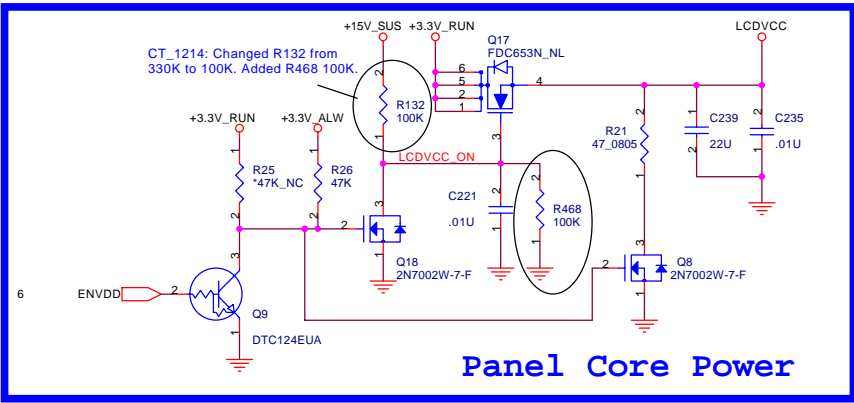 +15V_SUS +3.3V_RUN Q17 LCDVCC
FDC653N_NL
CT_1214: Changed R132 from
330K to 100K. Added R468 100K.
6
5
2
1
4
3
2
R132
100K
1
+3.3V_RUN +3.3V_ALW
1
R25
*47K_NC
2
1
R26
47K
2
LCDVCC_ON
2
R21
47_0805
1
1
C239
22U
2
1
C235
.01U
2
3
2
1
Q18
2N7002W-7-F
2
C221
.01U
1
2
R468
100K
1
3
2
1
Q8
2N7002W-7-F
6 ENVDD 2
3
1
Q9
DTC124EUA
Panel Core Power